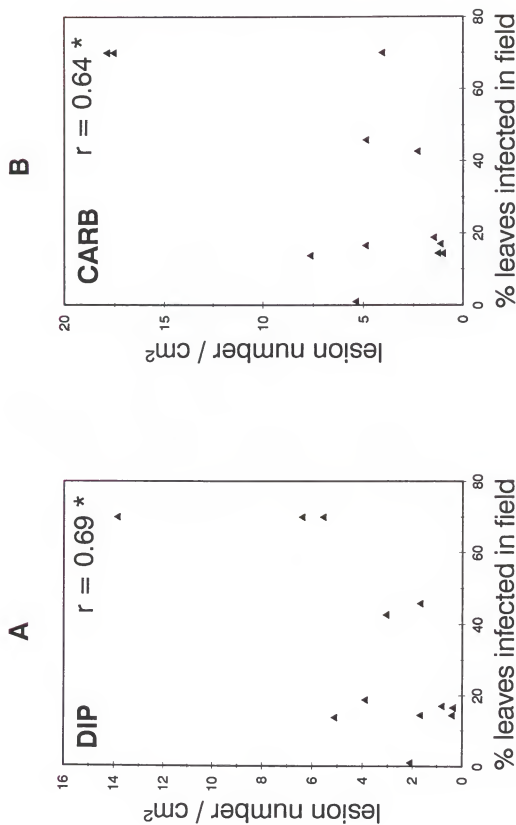 A
DIP
r = 0.69 *
16
14
12
10
8
6
4
2
0
lesion number / cm²
0
20
40
60
80
% leaves infected in field
B
CARB
r = 0.64 *
20
15
10
5
0
lesion number / cm²
0
20
40
60
80
% leaves infected in field